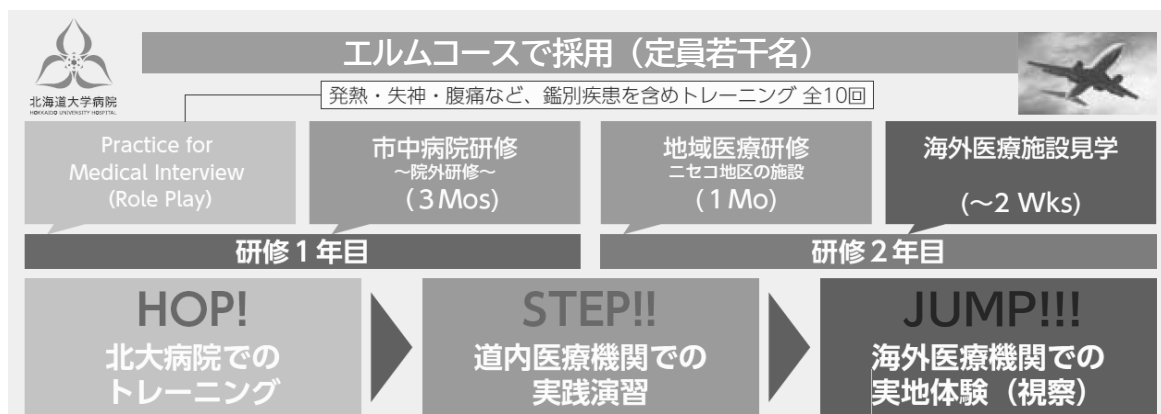 エルムコースで採用（定員若干名）
北海道大学病院
HOKKAIDO UNIVERSITY HOSPITAL
発熱・失神・腹痛など、鑑別疾患を含めトレーニング 全10回
Practice for
Medical Interview
(Role Play)
市中病院研修
～院外研修～
（3 Mos）
地域医療研修
ニセコ地区の施設
（1 Mo）
海外医療施設見学
(～2 Wks)
研修１年目
研修２年目
HOP!
北大病院での
トレーニング
STEP!!
道内医療機関での
実践演習
JUMP!!!
海外医療機関での
実地体験（視察）